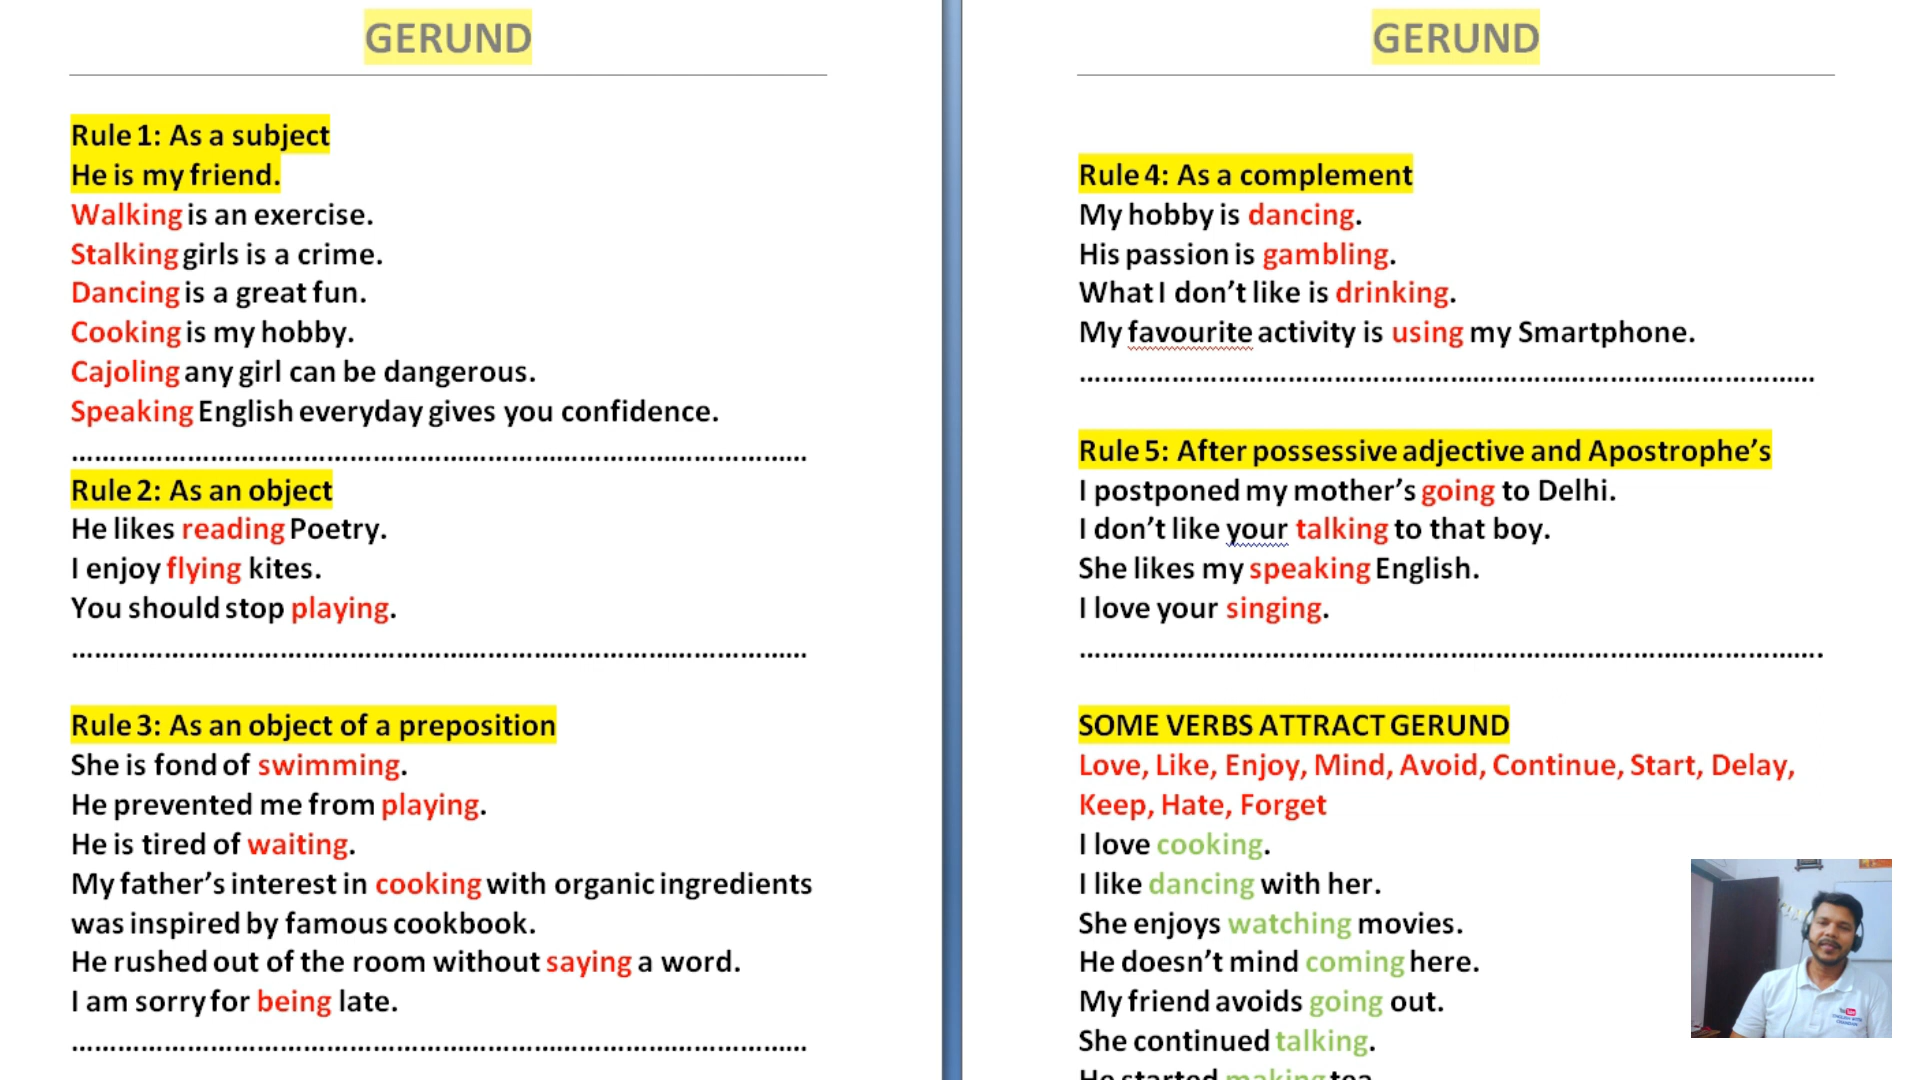 GERUND
Rule 1: As a subject
He is my friend.
Walking is an exercise.
Stalking girls is a crime.
Dancing is a great fun.
Cooking is my hobby.
Cajoling any girl can be dangerous.
Speaking English everyday gives you confidence.
Rule 2: As an object
He likes reading Poetry.
I enjoy flying kites.
You should stop playing.
Rule 3: As an object of a preposition
She is fond of swimming.
He prevented me from playing.
He is tired of waiting.
My father’s interest in cooking with organic ingredients
was inspired by famous cookbook.
He rushed out of the room without saying a word.
I am sorry for being late.
GERUND
Rule 4: As a complement
My hobby is dancing.
His passion is gambling.
What I don’t like is drinking.
My favourite activity is using my Smartphone.
Rule 5: After possessive adjective and Apostrophe’s
I postponed my mother’s going to Delhi.
I don’t like your talking to that boy.
She likes my speaking English.
I love your singing.
SOME VERBS ATTRACT GERUND
Love, Like, Enjoy, Mind, Avoid, Continue, Start, Delay,
Keep, Hate, Forget
I love cooking.
I like dancing with her.
She enjoys watching movies.
He doesn’t mind coming here.
My friend avoids going out.
She continued talking.
He started making tea